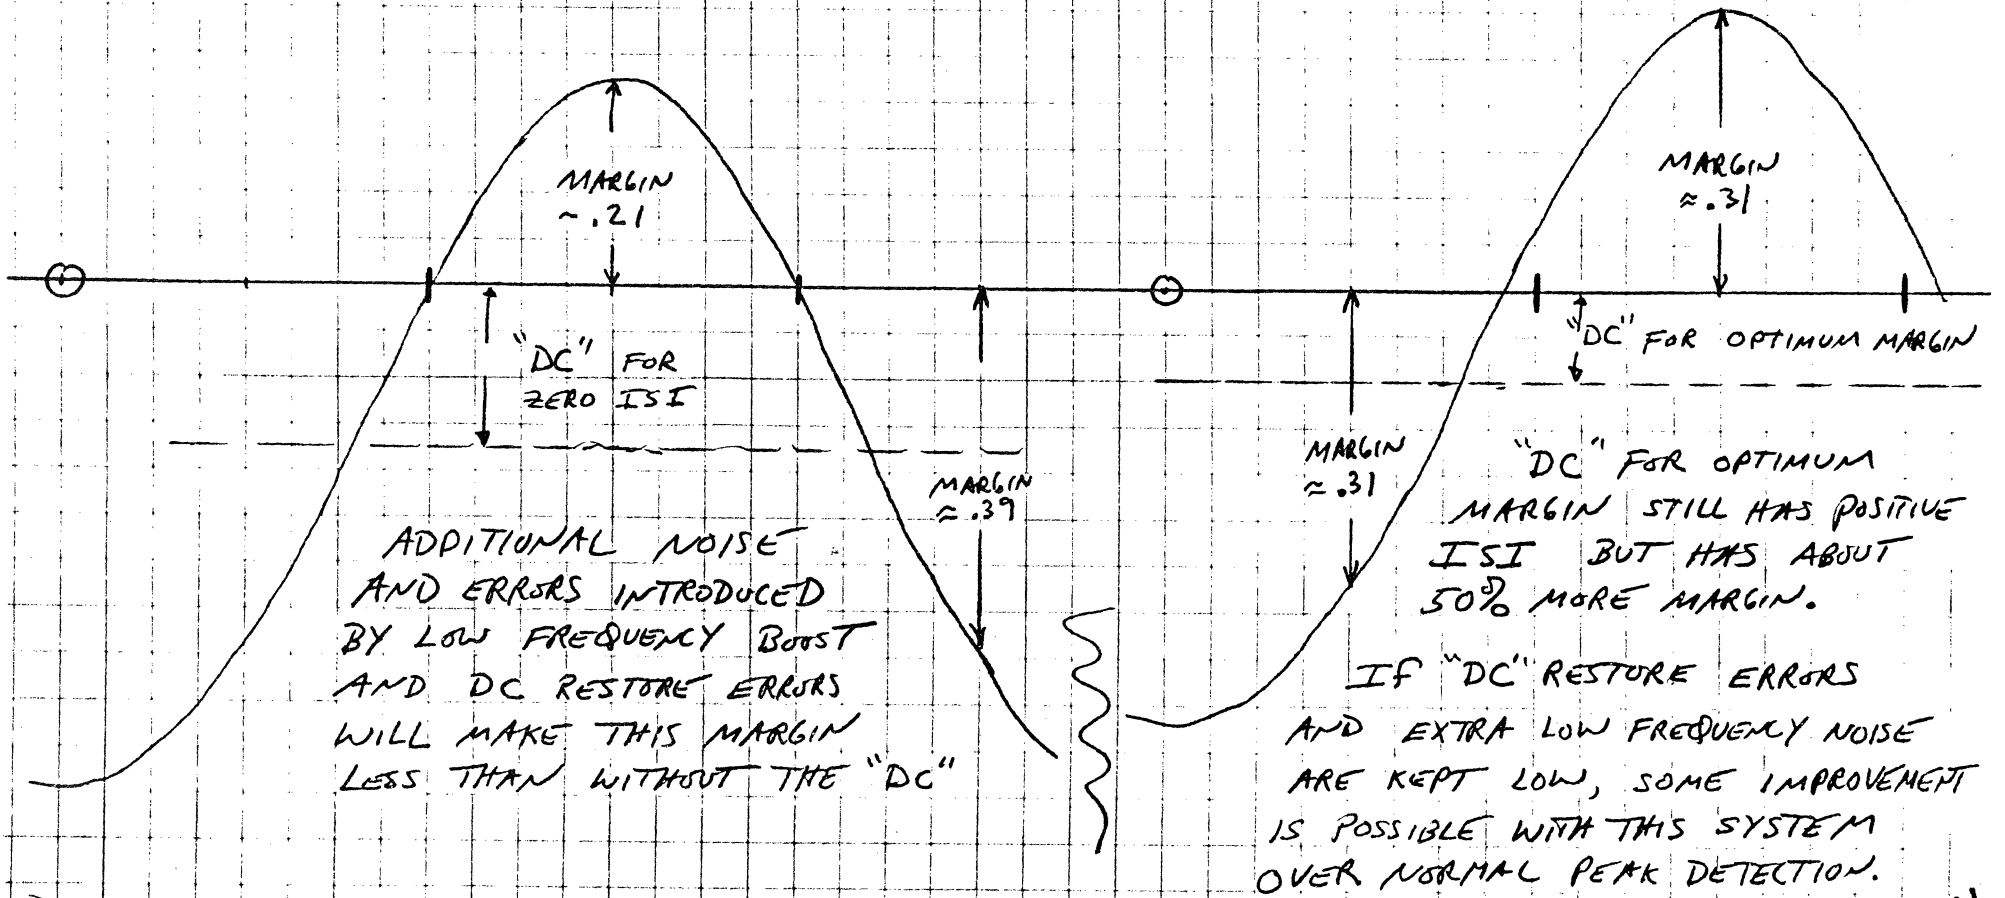 MARGIN
~ .21
"DC" FOR
ZERO ISI
MARGIN
≈ .39
ADDITIONAL NOISE
AND ERRORS INTRODUCED
BY LOW FREQUENCY BOOST
AND DC RESTORE ERRORS
WILL MAKE THIS MARGIN
LESS THAN WITHOUT THE "DC"
MARGIN
≈ .31
"DC" FOR OPTIMUM MARGIN
MARGIN
≈ .31
"DC" FOR OPTIMUM
MARGIN STILL HAS POSITIVE
ISI BUT HAS ABOUT
50% MORE MARGIN.
IF "DC" RESTORE ERRORS
AND EXTRA LOW FREQUENCY NOISE
ARE KEPT LOW, SOME IMPROVEMENT
IS POSSIBLE WITH THIS SYSTEM
OVER NORMAL PEAK DETECTION.